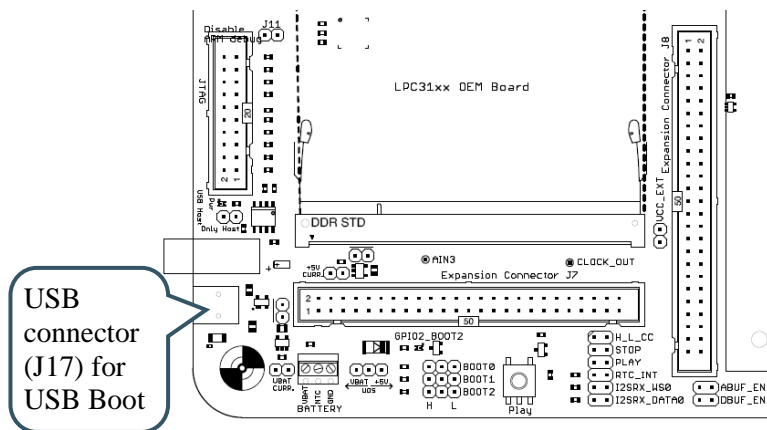 Disable
ARM debug
J11
JTAG
20
2 1
LPC31xx OEM Board
Expansion Connector J8
1 2
50
VCC_EXT
USB Host
Pwr
Only Host
DDR STD
+5V
CURR.
AIN3
CLOCK_OUT
Expansion Connector J7
2
1
50
USB
connector
(J17) for
USB Boot
+
GPIO2_BOOT2
VBAT
CURR.
VBAT
NTC
GND
BATTERY
VBAT +5V
BOOT0
BOOT1
BOOT2
H L
Play
H_L_CC
STOP
PLAY
RTC_INT
I2SRX_WS0
I2SRX_DATA0
ABUF_EN
DBUF_EN